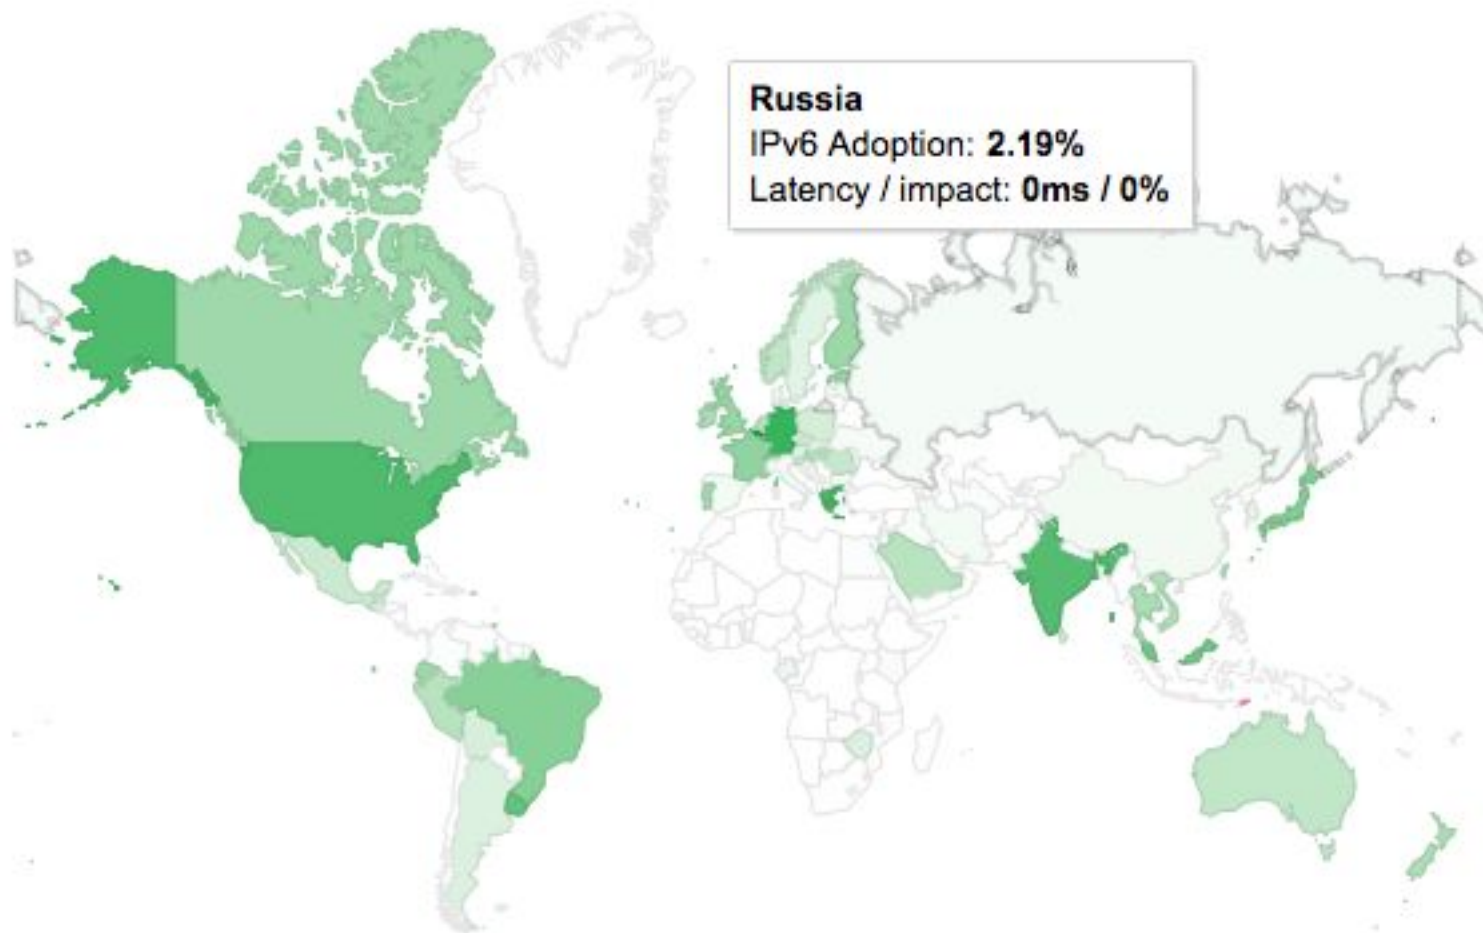 Russia
IPv6 Adoption: 2.19%
Latency / impact: 0ms / 0%